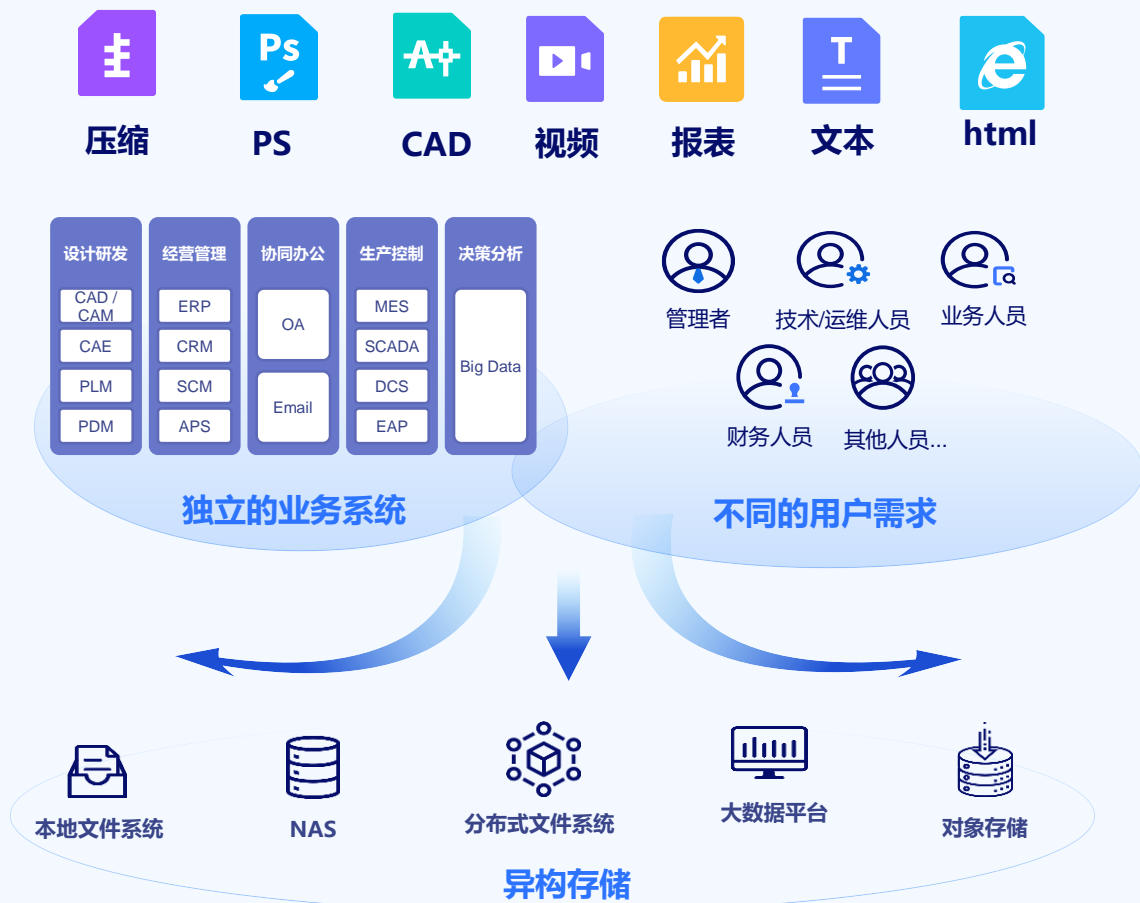 Ps
T
压缩
PS
CAD
视频
报表
文本
html
设计研发
CAD /
CAM
CAE
PLM
PDM
经营管理
ERP
CRM
SCM
APS
协同办公
OA
Email
生产控制
MES
SCADA
DCS
EAP
决策分析
Big Data
管理者
技术/运维人员
业务人员
财务人员
其他人员...
独立的业务系统
不同的用户需求
本地文件系统
NAS
分布式文件系统
大数据平台
对象存储
异构存储